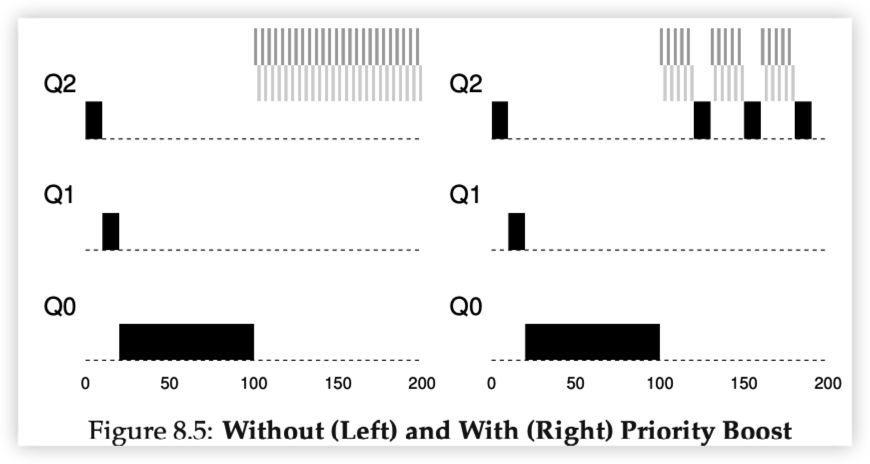 Q2 Q2
Q1 Q1
Q0 Q0
0 50 100 150 200 0 50 100 150 200
Figure 8.5: Without (Left) and With (Right) Priority Boost